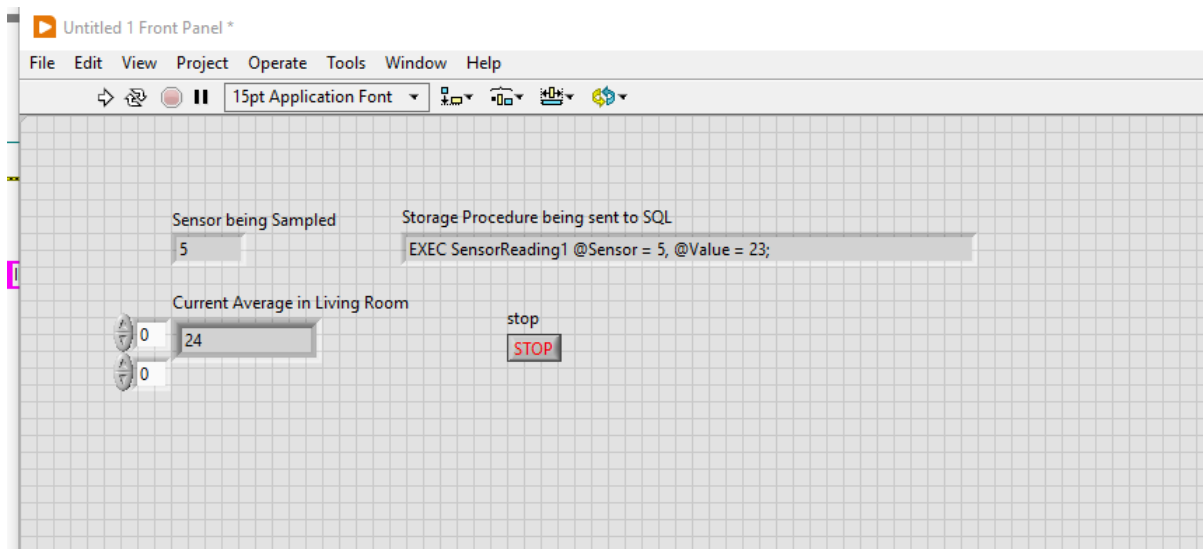 Untitled 1 Front Panel *
File Edit View Project Operate Tools Window Help
15pt Application Font
Sensor being Sampled
5
Storage Procedure being sent to SQL
EXEC SensorReading1 @Sensor = 5, @Value = 23;
Current Average in Living Room
0
24
0
stop
STOP